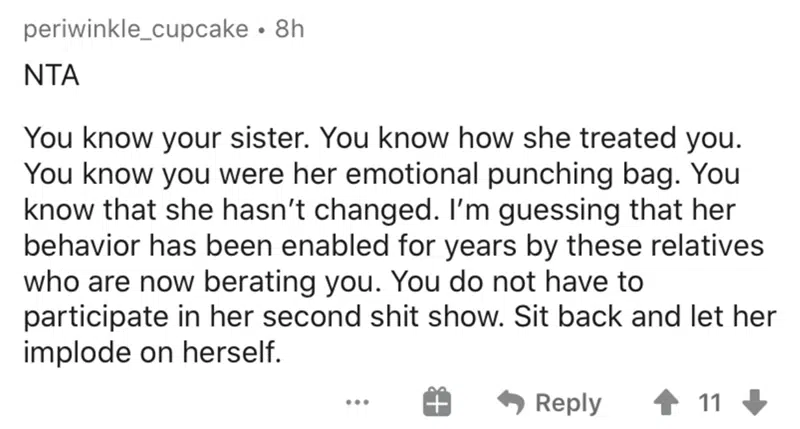 periwinkle_cupcake • 8h
NTA
You know your sister. You know how she treated you.
You know you were her emotional punching bag. You
know that she hasn’t changed. I’m guessing that her
behavior has been enabled for years by these relatives
who are now berating you. You do not have to
participate in her second shit show. Sit back and let her
implode on herself.
... Reply 11